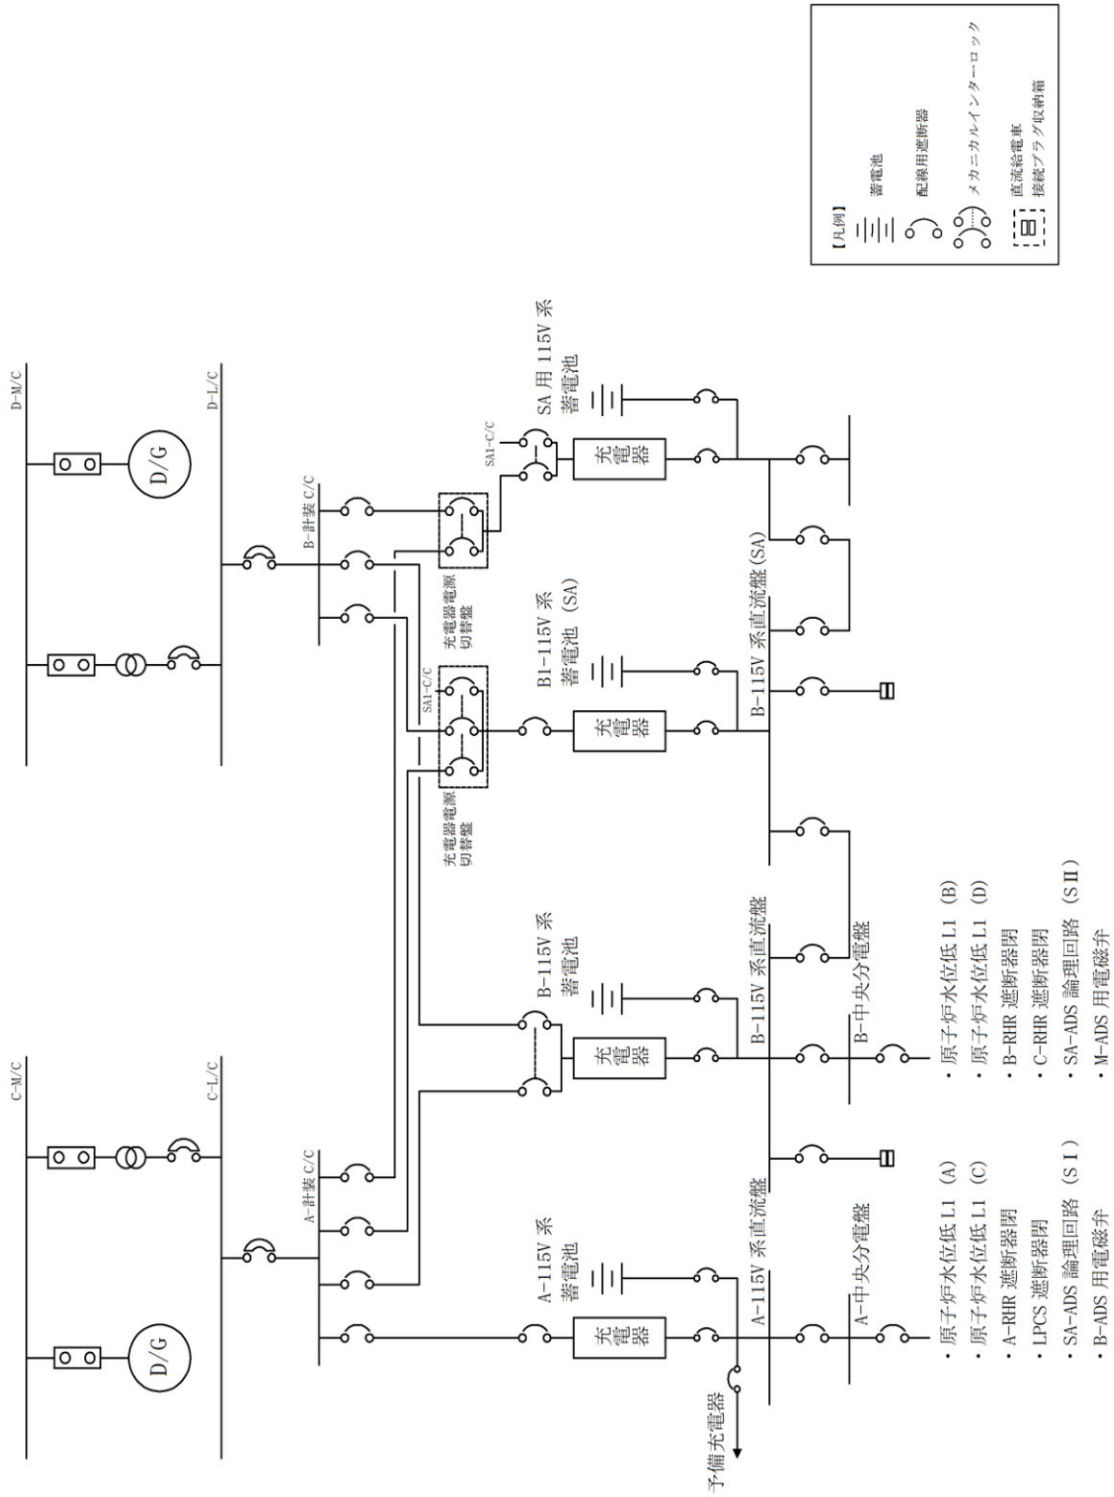 C-M/C
D-M/C
D/G
D/G
C-L/C
D-L/C
A-計装 C/C
B-計装 C/C
SA1-C/C
SA1-C/C
充電器電源
切替盤
充電器電源
切替盤
A-115V 系
蓄電池
B-115V 系
蓄電池
B1-115V 系
蓄電池 (SA)
SA 用 115V 系
蓄電池
充電器
充電器
充電器
充電器
予備充電器
A-115V 系直流盤
B-115V 系直流盤
B-115V 系直流盤(SA)
A-中央分電盤
B-中央分電盤
・原子炉水位低 L1 (A)
・原子炉水位低 L1 (C)
・A-RHR 遮断器閉
・LPCS 遮断器閉
・SA-ADS 論理回路 (SⅠ)
・B-ADS 用電磁弁
・原子炉水位低 L1 (B)
・原子炉水位低 L1 (D)
・B-RHR 遮断器閉
・C-RHR 遮断器閉
・SA-ADS 論理回路 (SⅡ)
・M-ADS 用電磁弁
【凡例】
蓄電池
配線用遮断器
メカニカルインターロック
直流給電車
接続プラグ収納箱